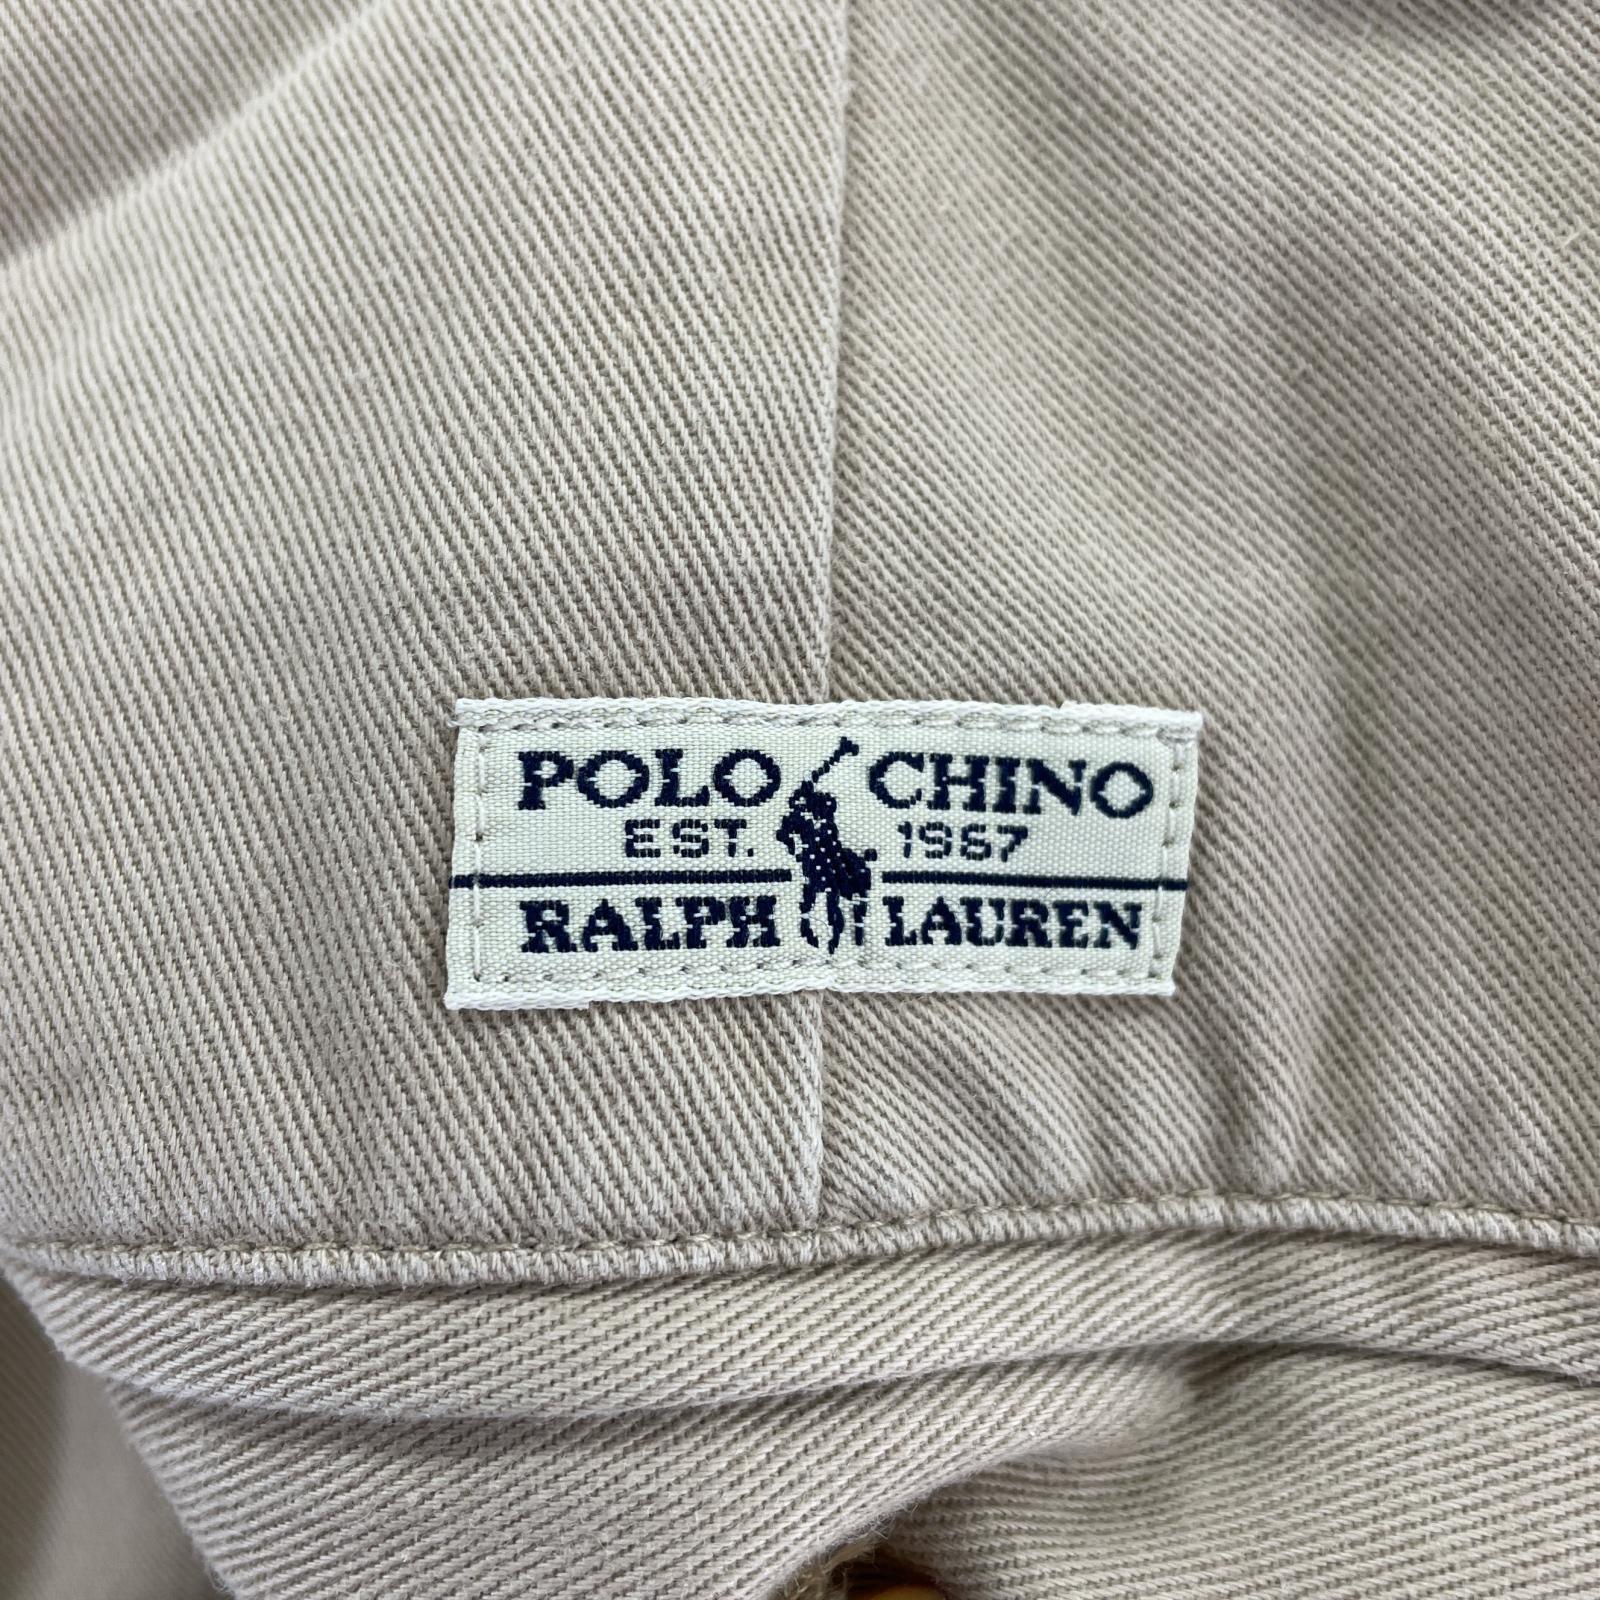 POLO CHINO
EST. 1967
RALPH LAUREN